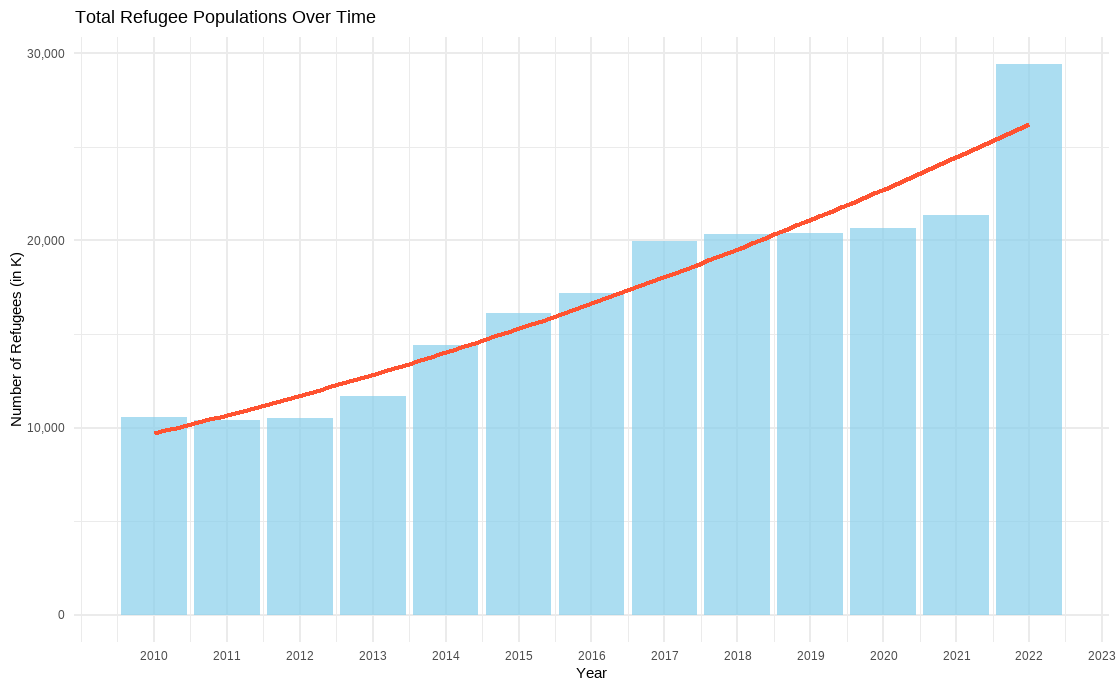 Total Refugee Populations Over Time
Number of Refugees (in K)
30,000
20,000
10,000
0
2010 2011 2012 2013 2014 2015 2016 2017 2018 2019 2020 2021 2022 2023
Year